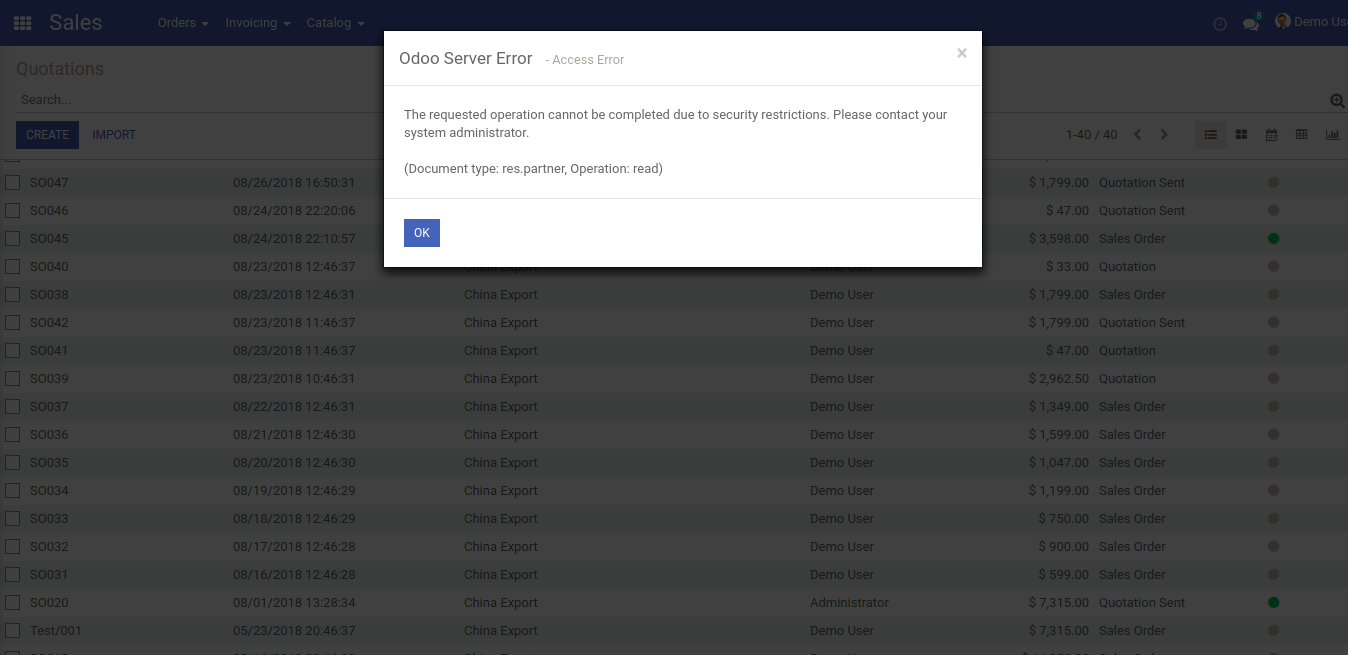 Sales Orders Invoicing Catalog 8 Demo Us
Odoo Server Error - Access Error ×
Quotations
Search...
The requested operation cannot be completed due to security restrictions. Please contact your
system administrator.
CREATE IMPORT 1-40 / 40
(Document type: res.partner, Operation: read)
SO047 08/26/2018 16:50:31 $ 1,799.00 Quotation Sent
SO046 08/24/2018 22:20:06 $ 47.00 Quotation Sent
OK
SO045 08/24/2018 22:10:57 $ 3,598.00 Sales Order
SO040 08/23/2018 12:46:37 China Export Demo User $ 33.00 Quotation
SO038 08/23/2018 12:46:31 China Export Demo User $ 1,799.00 Sales Order
SO042 08/23/2018 11:46:37 China Export Demo User $ 1,799.00 Quotation Sent
SO041 08/23/2018 11:46:37 China Export Demo User $ 47.00 Quotation
SO039 08/23/2018 10:46:31 China Export Demo User $ 2,962.50 Quotation
SO037 08/22/2018 12:46:31 China Export Demo User $ 1,349.00 Sales Order
SO036 08/21/2018 12:46:30 China Export Demo User $ 1,599.00 Sales Order
SO035 08/20/2018 12:46:30 China Export Demo User $ 1,047.00 Sales Order
SO034 08/19/2018 12:46:29 China Export Demo User $ 1,199.00 Sales Order
SO033 08/18/2018 12:46:29 China Export Demo User $ 750.00 Sales Order
SO032 08/17/2018 12:46:28 China Export Demo User $ 900.00 Sales Order
SO031 08/16/2018 12:46:28 China Export Demo User $ 599.00 Sales Order
SO020 08/01/2018 13:28:34 China Export Administrator $ 7,315.00 Quotation Sent
Test/001 05/23/2018 20:46:37 China Export Demo User $ 7,315.00 Sales Order